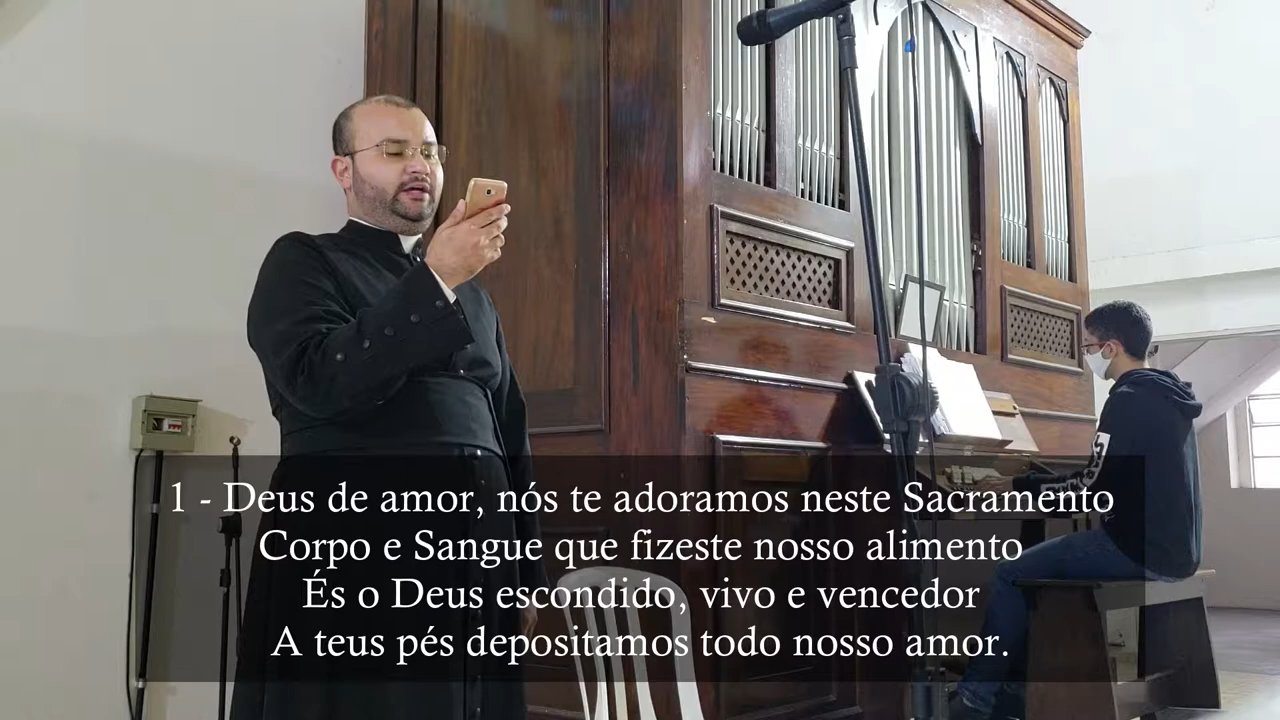 1 - Deus de amor, nós te adoramos neste Sacramento
Corpo e Sangue que fizeste nosso alimento
És o Deus escondido, vivo e vencedor
A teus pés depositamos todo nosso amor.